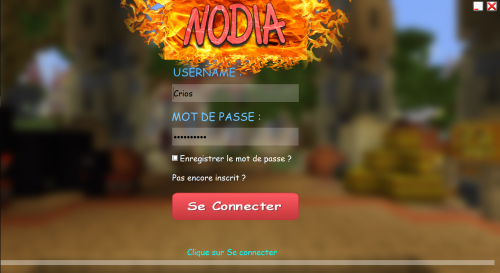 NODIA
USERNAME :
Crios
MOT DE PASSE :
••••••••••
Enregistrer le mot de passe ?
Pas encore inscrit ?
Se Connecter
Clique sur Se connecter